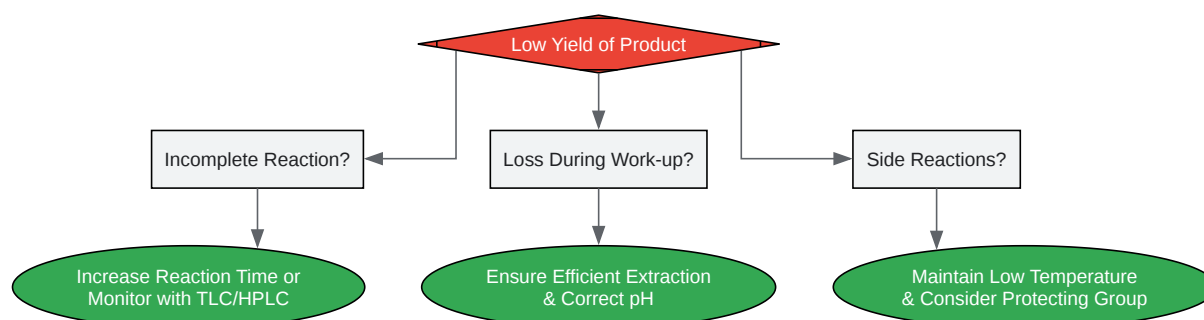 Low Yield of Product
Incomplete Reaction?
Loss During Work-up?
Side Reactions?
Increase Reaction Time or
Monitor with TLC/HPLC
Ensure Efficient Extraction
& Correct pH
Maintain Low Temperature
& Consider Protecting Group